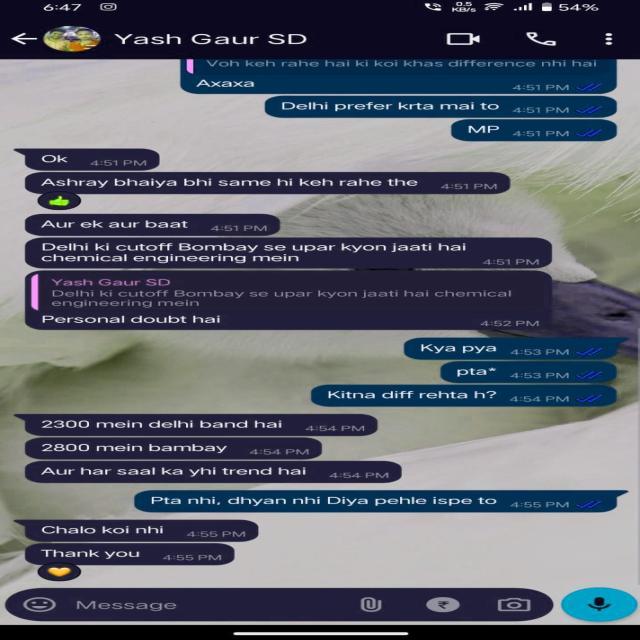 6:47
0.5
KB/s
54%
Yash Gaur SD
Voh keh rahe hai ki koi khas difference nhi hai
Axaxa
4:51 PM
Delhi prefer krta mai to
4:51 PM
MP
4:51 PM
Ok
4:51 PM
Ashray bhaiya bhi same hi keh rahe the
4:51 PM
Aur ek aur baat
4:51 PM
Delhi ki cutoff Bombay se upar kyon jaati hai
chemical engineering mein
4:51 PM
Yash Gaur SD
Delhi ki cutoff Bombay se upar kyon jaati hai chemical
engineering mein
Personal doubt hai
4:52 PM
Kya pya
4:53 PM
pta*
4:53 PM
Kitna diff rehta h?
4:54 PM
2300 mein delhi band hai
4:54 PM
2800 mein bambay
4:54 PM
Aur har saal ka yhi trend hai
4:54 PM
Pta nhi, dhyan nhi Diya pehle ispe to
4:55 PM
Chalo koi nhi
4:55 PM
Thank you
4:55 PM
Message
₹